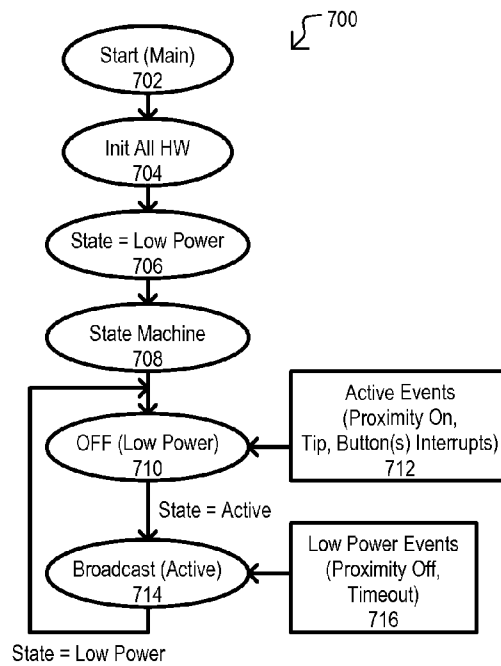 700
Start (Main)
702
Init All HW
704
State = Low Power
706
State Machine
708
OFF (Low Power)
710
Active Events
(Proximity On,
Tip, Button(s) Interrupts)
712
State = Active
Broadcast (Active)
714
Low Power Events
(Proximity Off,
Timeout)
716
State = Low Power